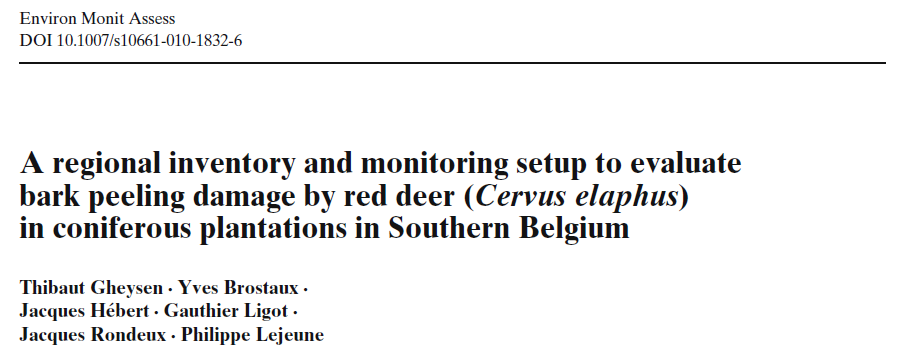 Environ Monit Assess
DOI 10.1007/s10661-010-1832-6
A regional inventory and monitoring setup to evaluate
bark peeling damage by red deer (Cervus elaphus)
in coniferous plantations in Southern Belgium
Thibaut Gheysen · Yves Brostaux ·
Jacques Hébert · Gauthier Ligot ·
Jacques Rondeux · Philippe Lejeune